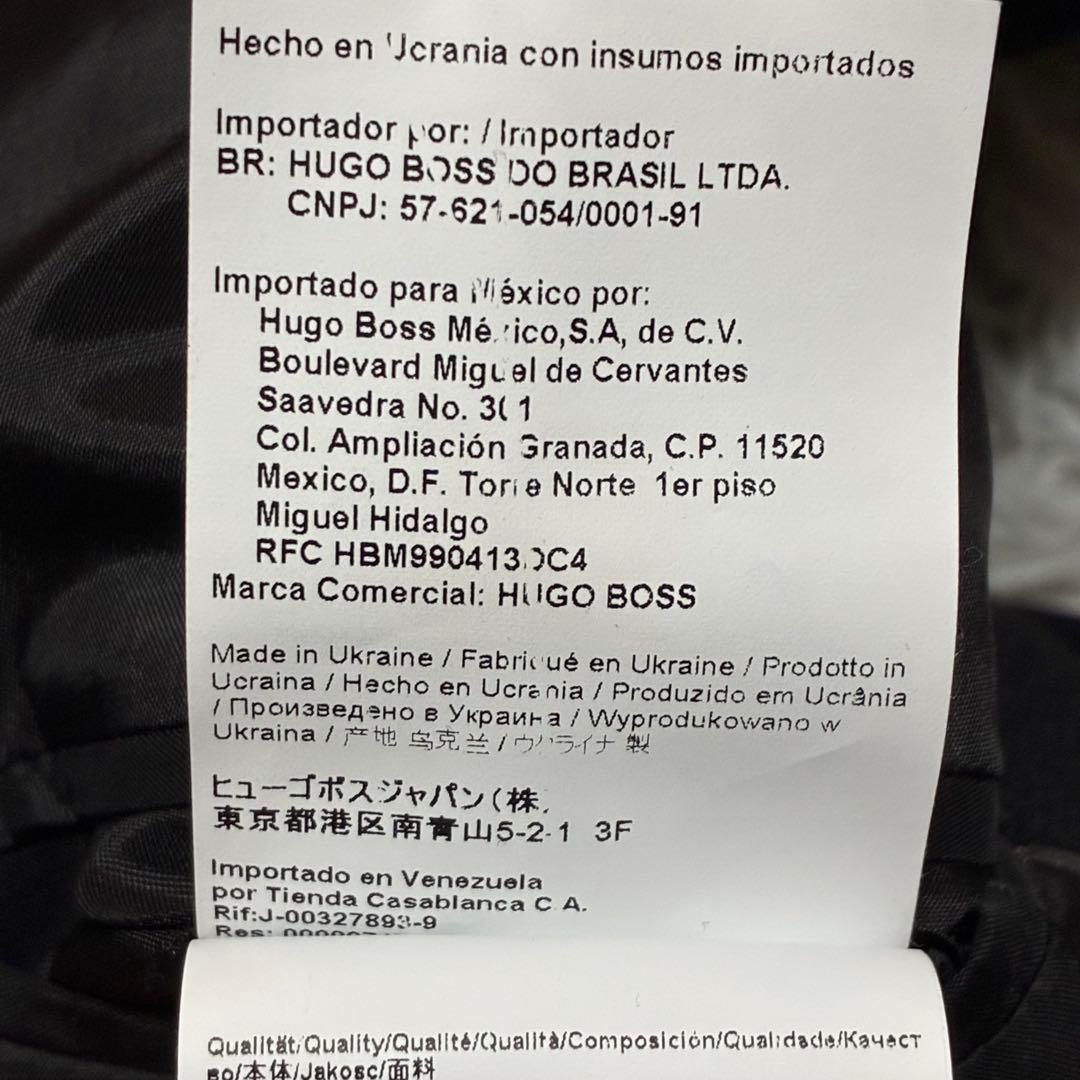 Hecho en Ucrania con insumos importados
Importador por: / Importador
BR: HUGO BOSS DO BRASIL LTDA.
CNPJ: 57-621-054/0001-91
Importado para México por:
Hugo Boss México,S.A, de C.V.
Boulevard Miguel de Cervantes
Saavedra No. 301
Col. Ampliación Granada, C.P. 11520
Mexico, D.F. Torre Norte 1er piso
Miguel Hidalgo
RFC
Marca Comercial: HUGO BOSS
Made in Ukraine / Fabriqué en Ukraine / Prodotto in
Ucraina / Hecho en Ucrania / Produzido em Ucrânia
/ Произведено в Украина / Wyprodukowano w
Ukraina / 产地 乌克兰 / ウクライナ 製
ヒューゴボスジャパン(株)
東京都港区南青山5-2-1 3F
Importado en Venezuela
por Tienda Casablanca C.A.
Rif:J-00327893-9
Res:
Qualität/Quality/Qualité/Qualità/Composición/Qualidade/Качест
во/本体/Jakosc/面料